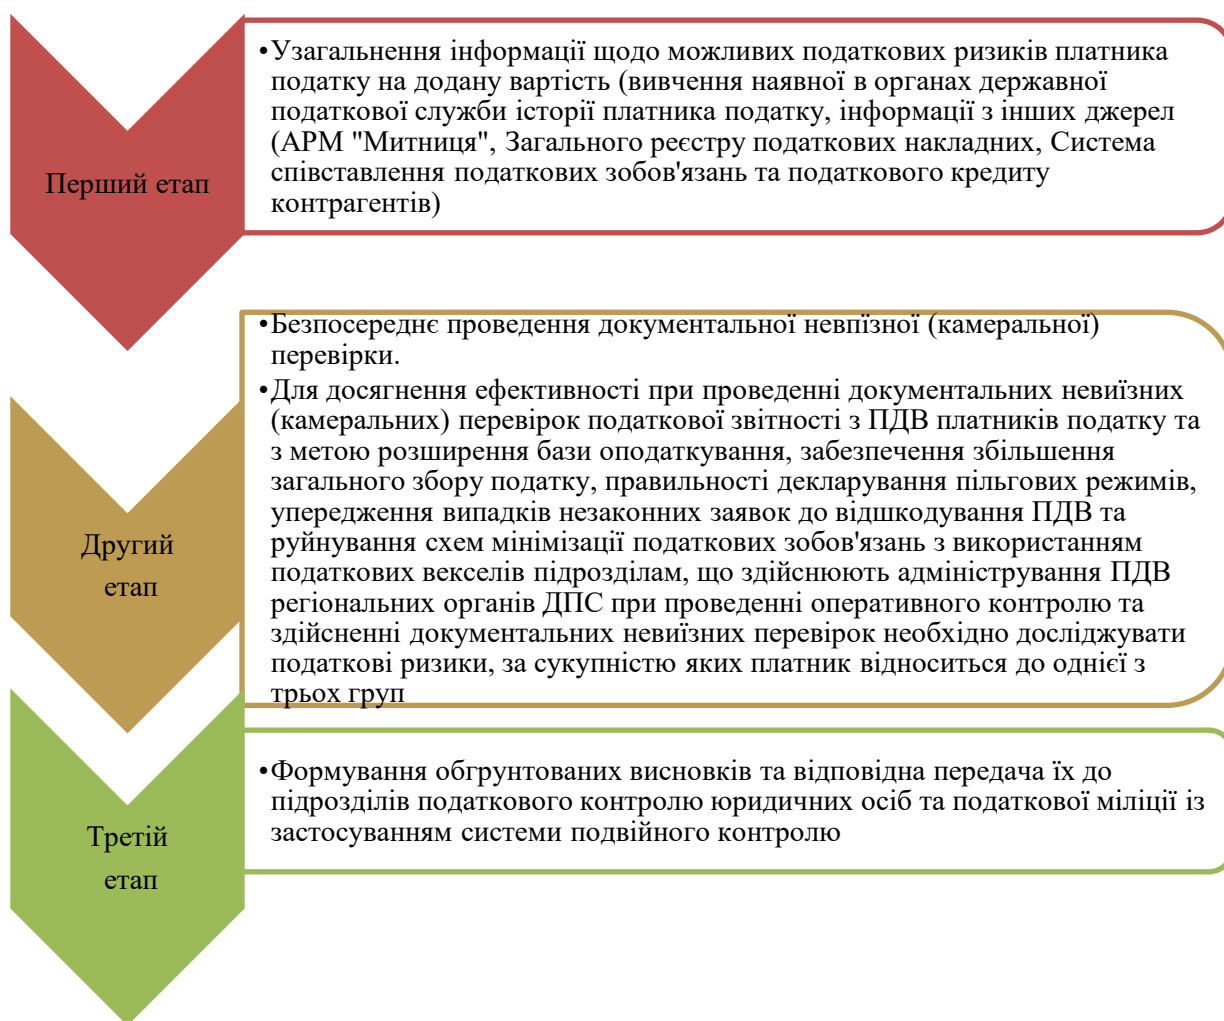 Перший етап
•Узагальнення інформації щодо можливих податкових ризиків платника
податку на додану вартість (вивчення наявної в органах державної
податкової служби історії платника податку, інформації з інших джерел
(АРМ "Митниця", Загального реєстру податкових накладних, Система
співставлення податкових зобов'язань та податкового кредиту
контрагентів)
Другий
етап
•Безпосереднє проведення документальної невпїзної (камеральної)
перевірки.
•Для досягнення ефективності при проведенні документальних невиїзних
(камеральних) перевірок податкової звітності з ПДВ платників податку та
з метою розширення бази оподаткування, забезпечення збільшення
загального збору податку, правильності декларування пільгових режимів,
упередження випадків незаконних заявок до відшкодування ПДВ та
руйнування схем мінімізації податкових зобов'язань з використанням
податкових векселів підрозділам, що здійснюють адміністрування ПДВ
регіональних органів ДПС при проведенні оперативного контролю та
здійсненні документальних невиїзних перевірок необхідно досліджувати
податкові ризики, за сукупністю яких платник відноситься до однієї з
трьох груп
Третій
етап
•Формування обгрунтованих висновків та відповідна передача їх до
підрозділів податкового контролю юридичних осіб та податкової міліції із
застосуванням системи подвійного контролю